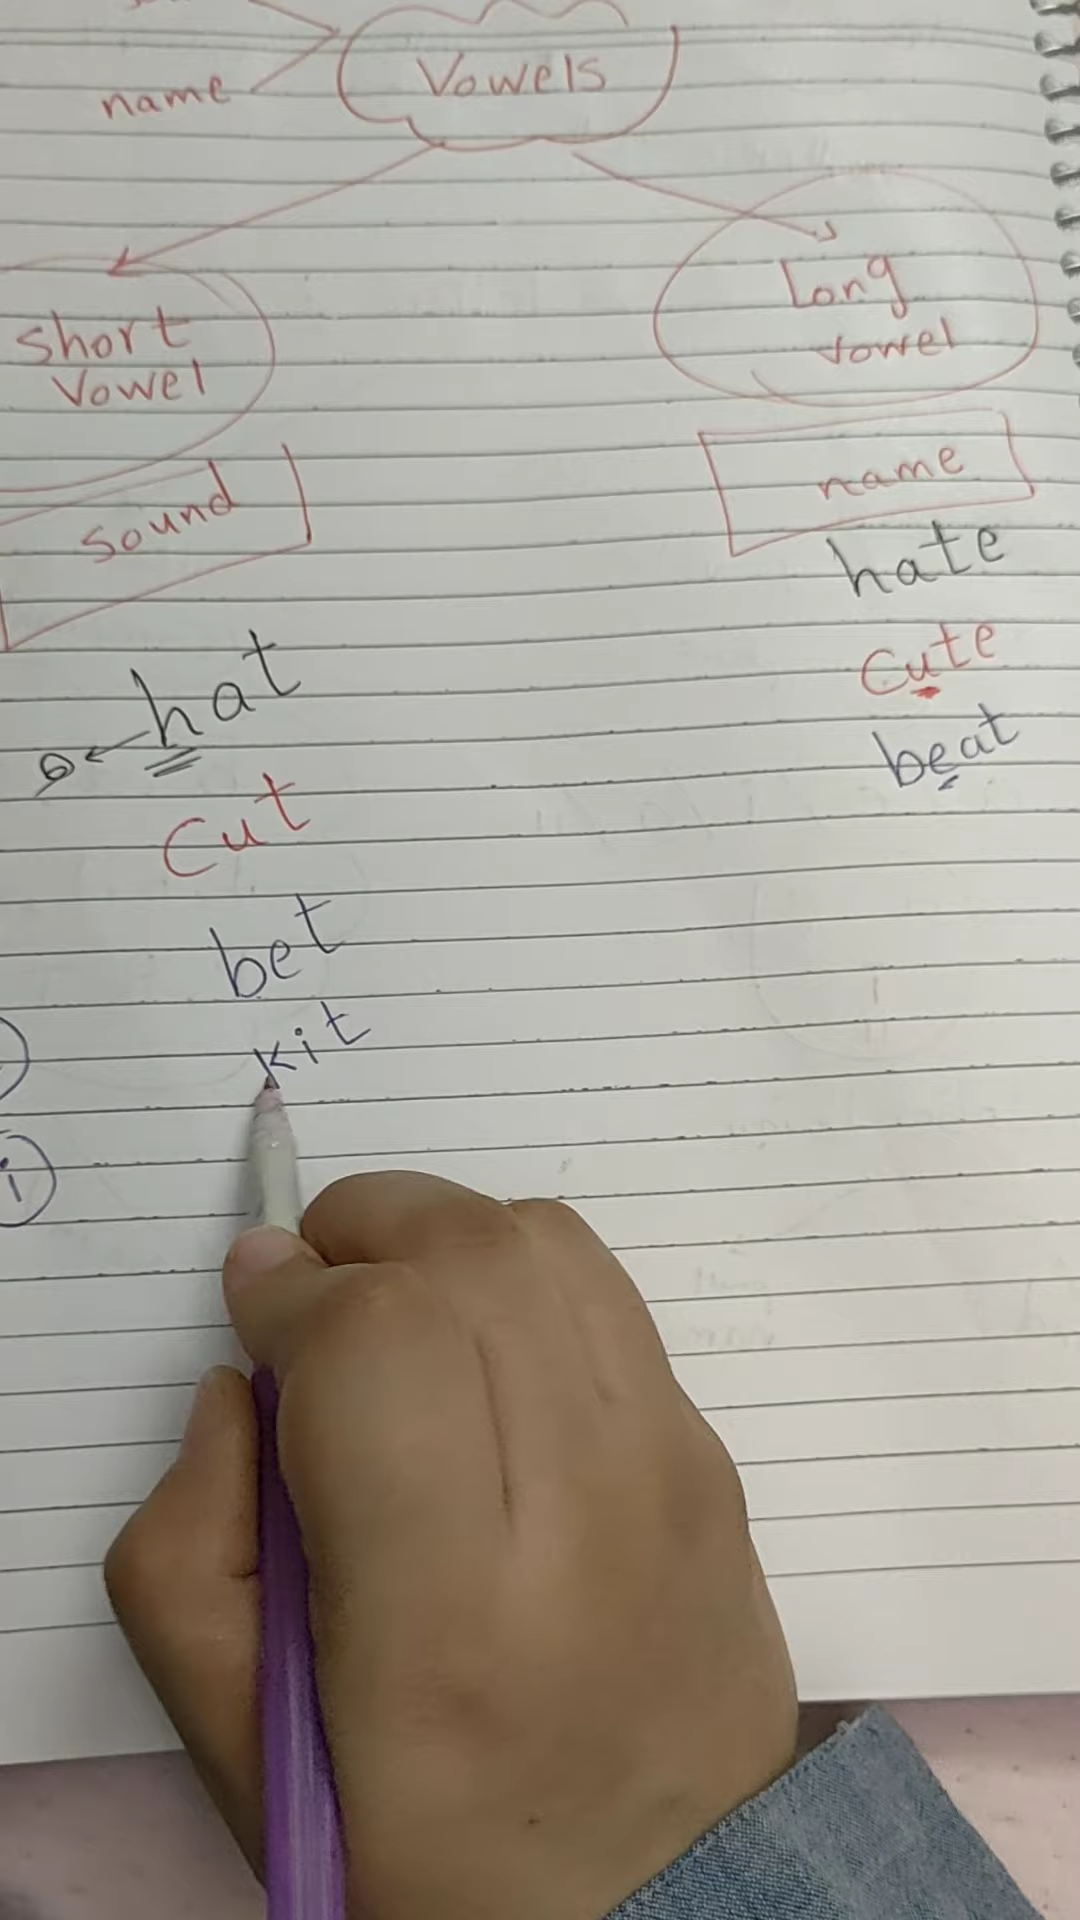 Vowels
name
short
Vowel
Long
vowel
Sound
name
hat
hate
Cut
Cute
bet
beat
Kit
i